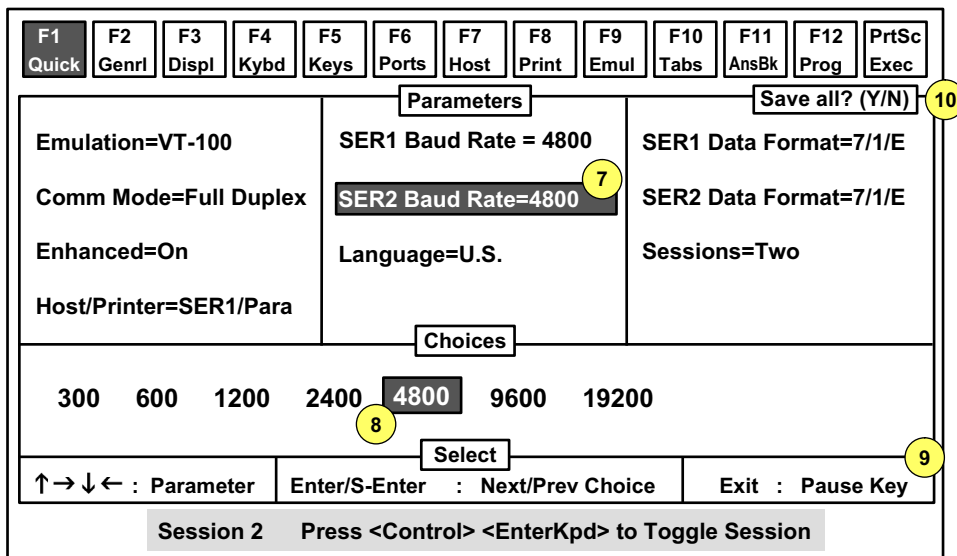 F1 F2 F3 F4 F5 F6 F7 F8 F9 F10 F11 F12 PrtSc
Quick Genrl Displ Kybd Keys Ports Host Print Emul Tabs AnsBk Prog Exec
Parameters Save all? (Y/N) 10
Emulation=VT-100 SER1 Baud Rate = 4800 SER1 Data Format=7/1/E
7
Comm Mode=Full Duplex SER2 Baud Rate=4800 SER2 Data Format=7/1/E
Enhanced=On Language=U.S. Sessions=Two
Host/Printer=SER1/Para
Choices
300 600 1200 2400 4800 9600 19200
8
Select 9
↑→↓← : Parameter Enter/S-Enter : Next/Prev Choice Exit : Pause Key
Session 2 Press <Control> <EnterKpd> to Toggle Session